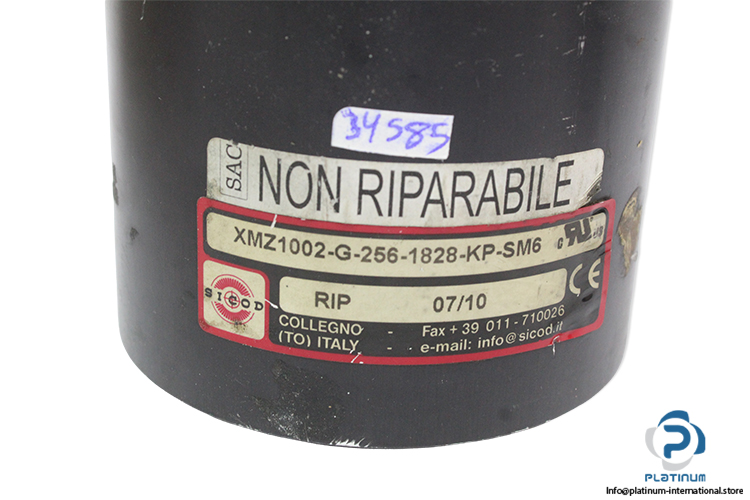 34585
SAC
NON RIPARABILE
XMZ1002-G-256-1828-KP-SM6
SICOD
RIP 07/10
COLLEGNO - Fax + 39 011-710026
(TO) ITALY - e-mail: info@sicod.it
PLATINUM
Info@platinum-international.store